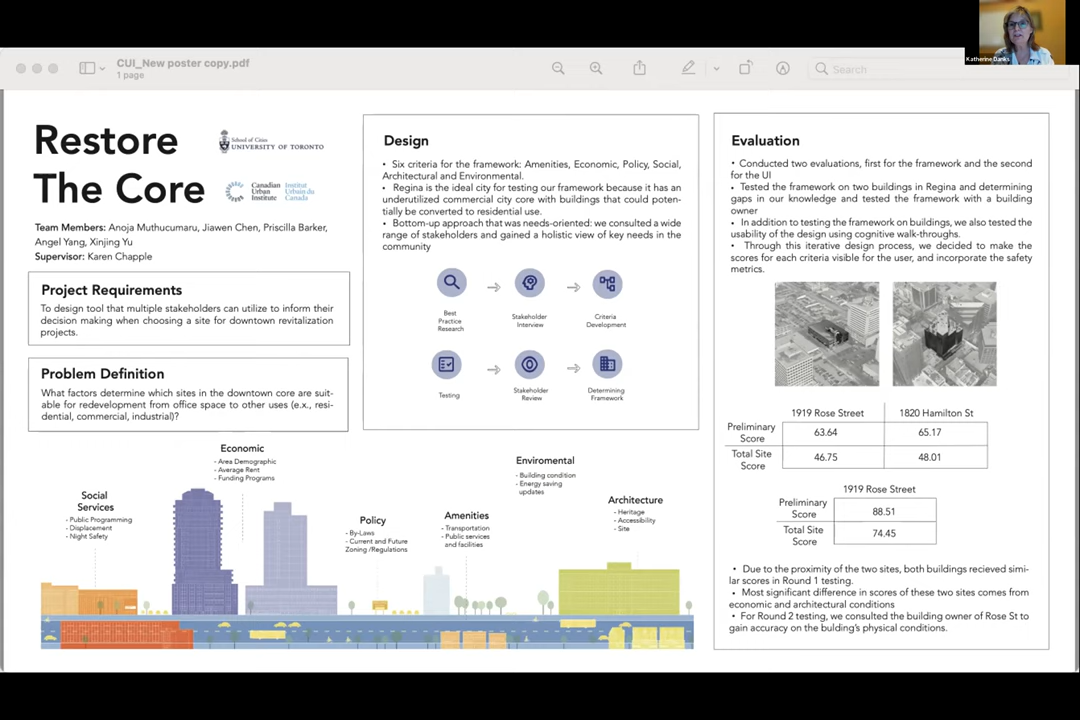 Katherine Danks
CUI_New poster copy.pdf
1 page
Search
Restore
The Core
School of Cities
UNIVERSITY OF TORONTO
Canadian
Urban
Institute
Institut
Urbain du
Canada
Team Members: Anoja Muthucumaru, Jiawen Chen, Priscilla Barker,
Angel Yang, Xinjing Yu
Supervisor: Karen Chapple
Project Requirements
To design tool that multiple stakeholders can utilize to inform their
decision making when choosing a site for downtown revitalization
projects.
Problem Definition
What factors determine which sites in the downtown core are suit-
able for redevelopment from office space to other uses (e.x., resi-
dential, commercial, industrial)?
Design
• Six criteria for the framework: Amenities, Economic, Policy, Social,
Architectural and Environmental.
• Regina is the ideal city for testing our framework because it has an
underutilized commercial city core with buildings that could poten-
tially be converted to residential use.
• Bottom-up approach that was needs-oriented: we consulted a wide
range of stakeholders and gained a holistic view of key needs in the
community
Best
Practice
Research
Stakeholder
Interview
Criteria
Development
Testing
Stakeholder
Review
Determining
Framework
Social
Services
- Public Programming
- Displacement
- Night Safety
Economic
- Area Demographic
- Average Rent
- Funding Programs
Policy
- By-Laws
- Current and Future
Zoning /Regulations
Amenities
- Transportation
- Public services
and facilities
Enviromental
- Building condition
- Energy saving
updates
Architecture
- Heritage
- Accessibility
- Site
Evaluation
• Conducted two evaluations, first for the framework and the second
for the UI
• Tested the framework on two buildings in Regina and determining
gaps in our knowledge and tested the framework with a building
owner
• In addition to testing the framework on buildings, we also tested the
usability of the design using cognitive walk-throughs.
• Through this iterative design process, we decided to make the
scores for each criteria visible for the user, and incorporate the safety
metrics.
1919 Rose Street 1820 Hamilton St
Preliminary
Score
63.64 65.17
Total Site
Score
46.75 48.01
1919 Rose Street
Preliminary
Score
88.51
Total Site
Score
74.45
• Due to the proximity of the two sites, both buildings recieved simi-
lar scores in Round 1 testing.
• Most significant difference in scores of these two sites comes from
economic and architectural conditions
• For Round 2 testing, we consulted the building owner of Rose St to
gain accuracy on the bulding's physical conditions.